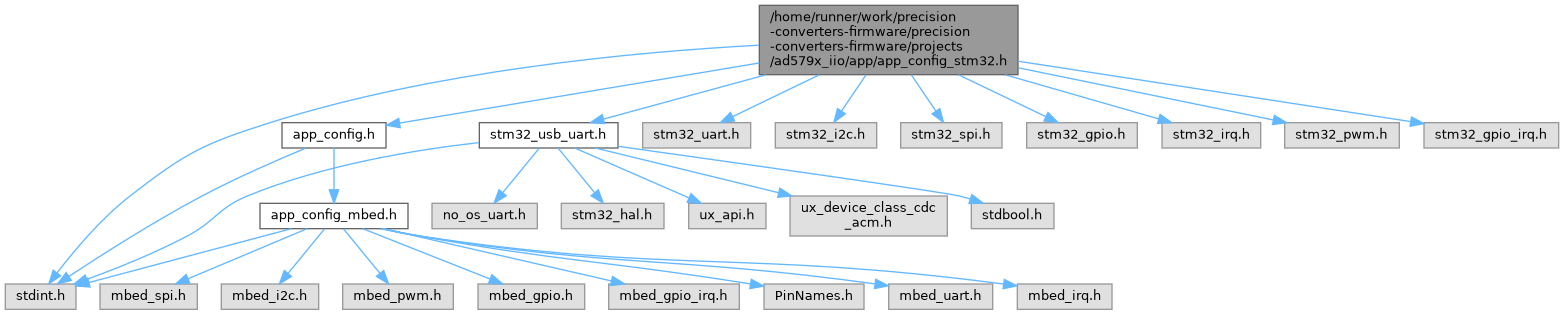 /home/runner/work/precision
-converters-firmware/precision
-converters-firmware/projects
/ad579x_iio/app/app_config_stm32.h
app_config.h
stm32_usb_uart.h
stm32_uart.h
stm32_i2c.h
stm32_spi.h
stm32_gpio.h
stm32_irq.h
stm32_pwm.h
stm32_gpio_irq.h
app_config_mbed.h
no_os_uart.h
stm32_hal.h
ux_api.h
ux_device_class_cdc
_acm.h
stdbool.h
stdint.h
mbed_spi.h
mbed_i2c.h
mbed_pwm.h
mbed_gpio.h
mbed_gpio_irq.h
PinNames.h
mbed_uart.h
mbed_irq.h